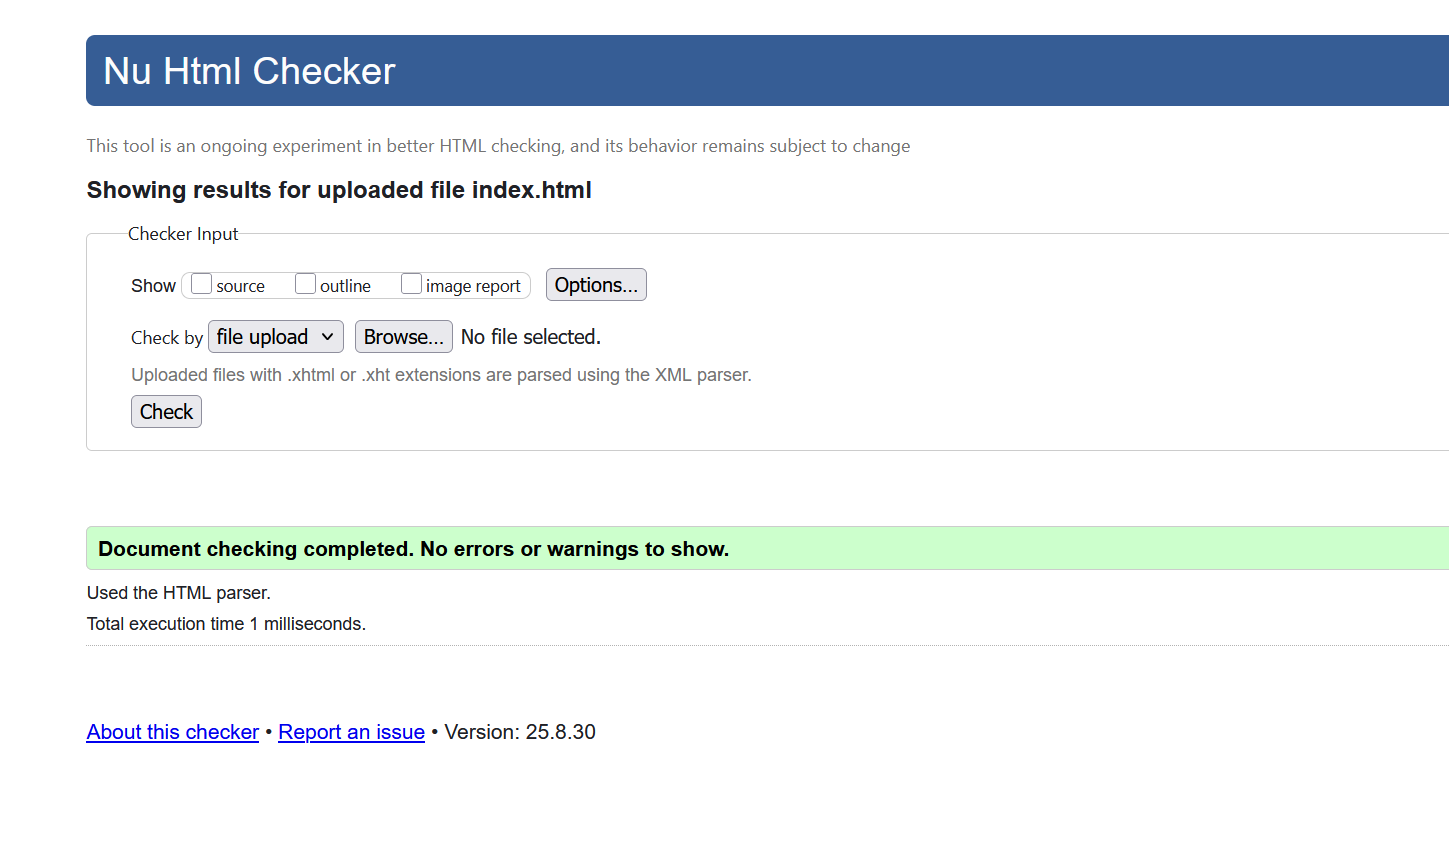 Nu Html Checker
This tool is an ongoing experiment in better HTML checking, and its behavior remains subject to change
Showing results for uploaded file index.html
Checker Input
Show source outline image report Options...
Check by file upload Browse... No file selected.
Uploaded files with .xhtml or .xht extensions are parsed using the XML parser.
Check
Document checking completed. No errors or warnings to show.
Used the HTML parser.
Total execution time 1 milliseconds.
About this checker • Report an issue • Version: 25.8.30